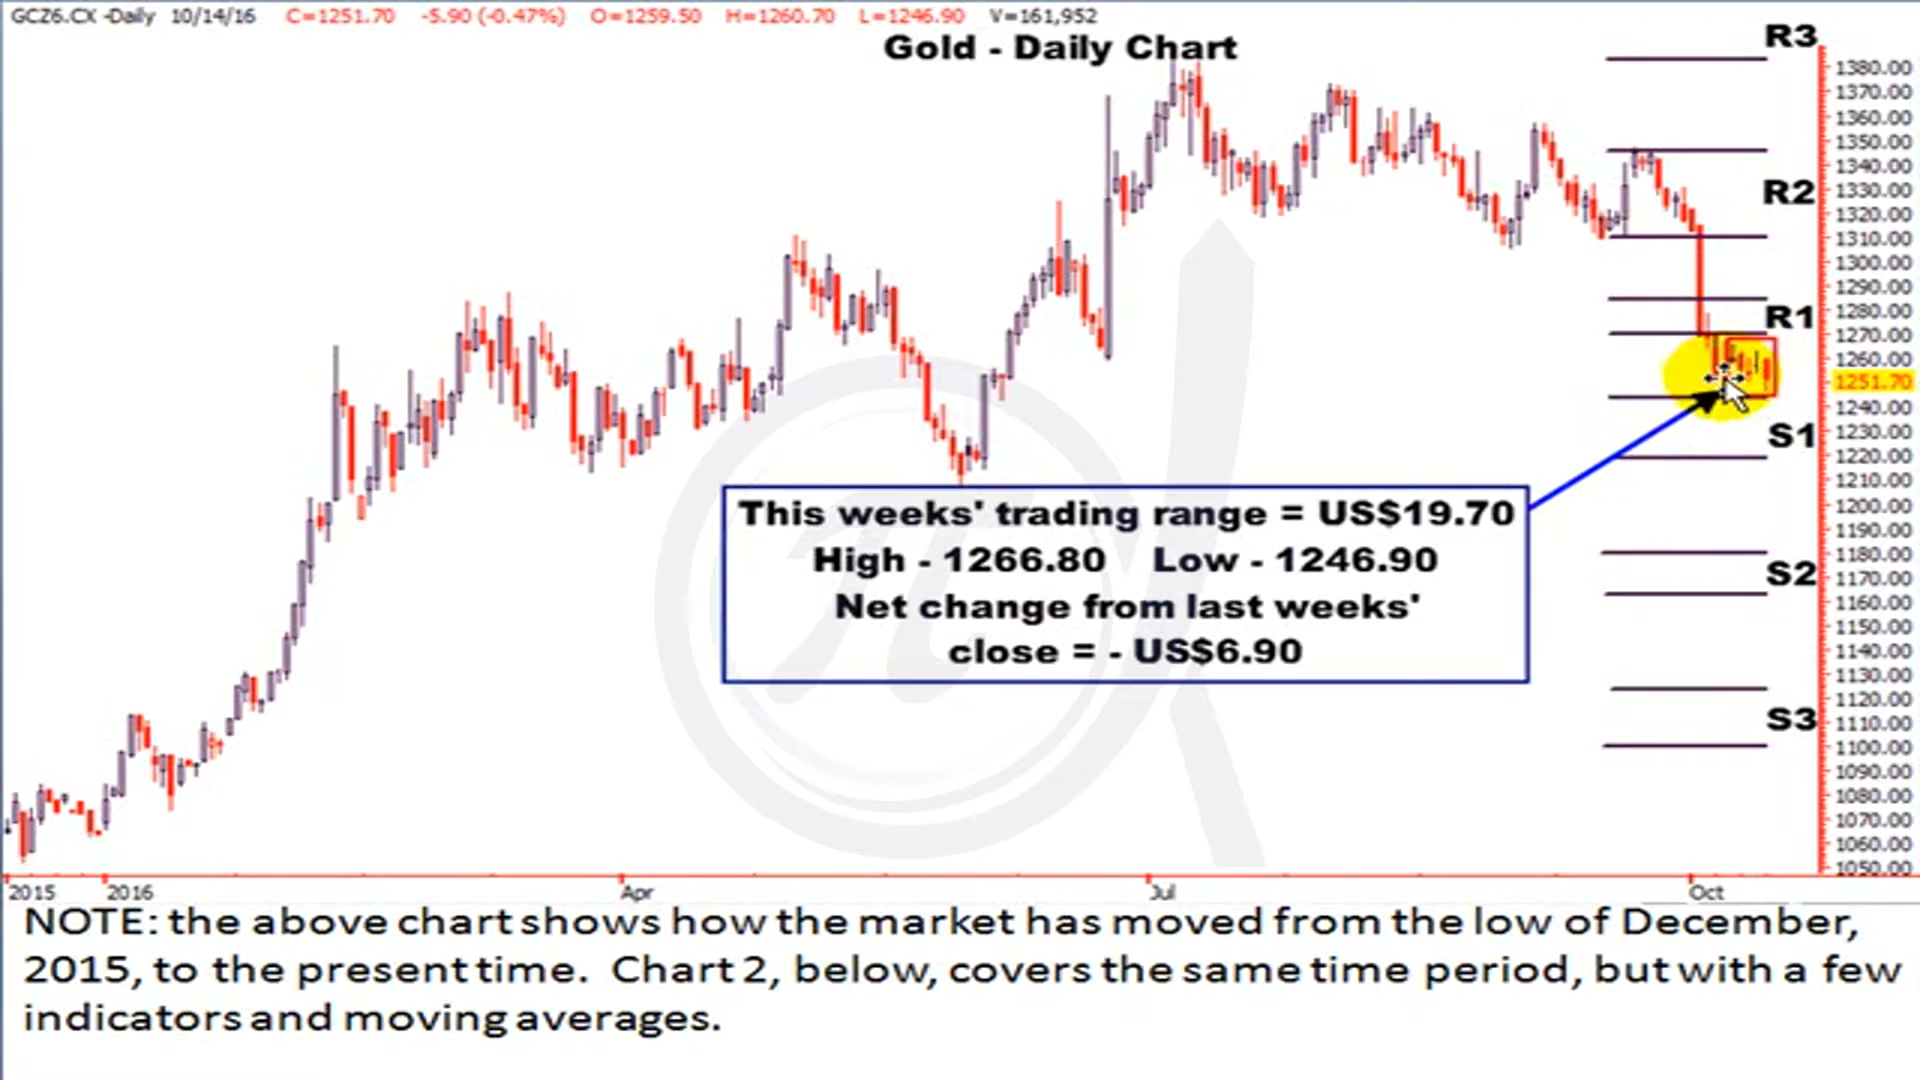 GCZ6.CX -Daily 10/14/16 C=1251.70 -5.90 (-0.47%) O=1259.50 H=1260.70 L=1246.90 V=161,952
Gold - Daily Chart
R3
1380.00
1370.00
1360.00
1350.00
1340.00
1330.00
R2
1320.00
1310.00
1300.00
1290.00
1280.00
R1
1270.00
1260.00
1251.70
1240.00
1230.00
S1
1220.00
1210.00
1200.00
1190.00
1180.00
1170.00
S2
1160.00
1150.00
1140.00
1130.00
1120.00
1110.00
S3
1100.00
1090.00
1080.00
1070.00
1060.00
1050.00
This weeks' trading range = US$19.70
High - 1266.80 Low - 1246.90
Net change from last weeks'
close = - US$6.90
2015 2016 Apr Jul Oct
NOTE: the above chart shows how the market has moved from the low of December,
2015, to the present time. Chart 2, below, covers the same time period, but with a few
indicators and moving averages.